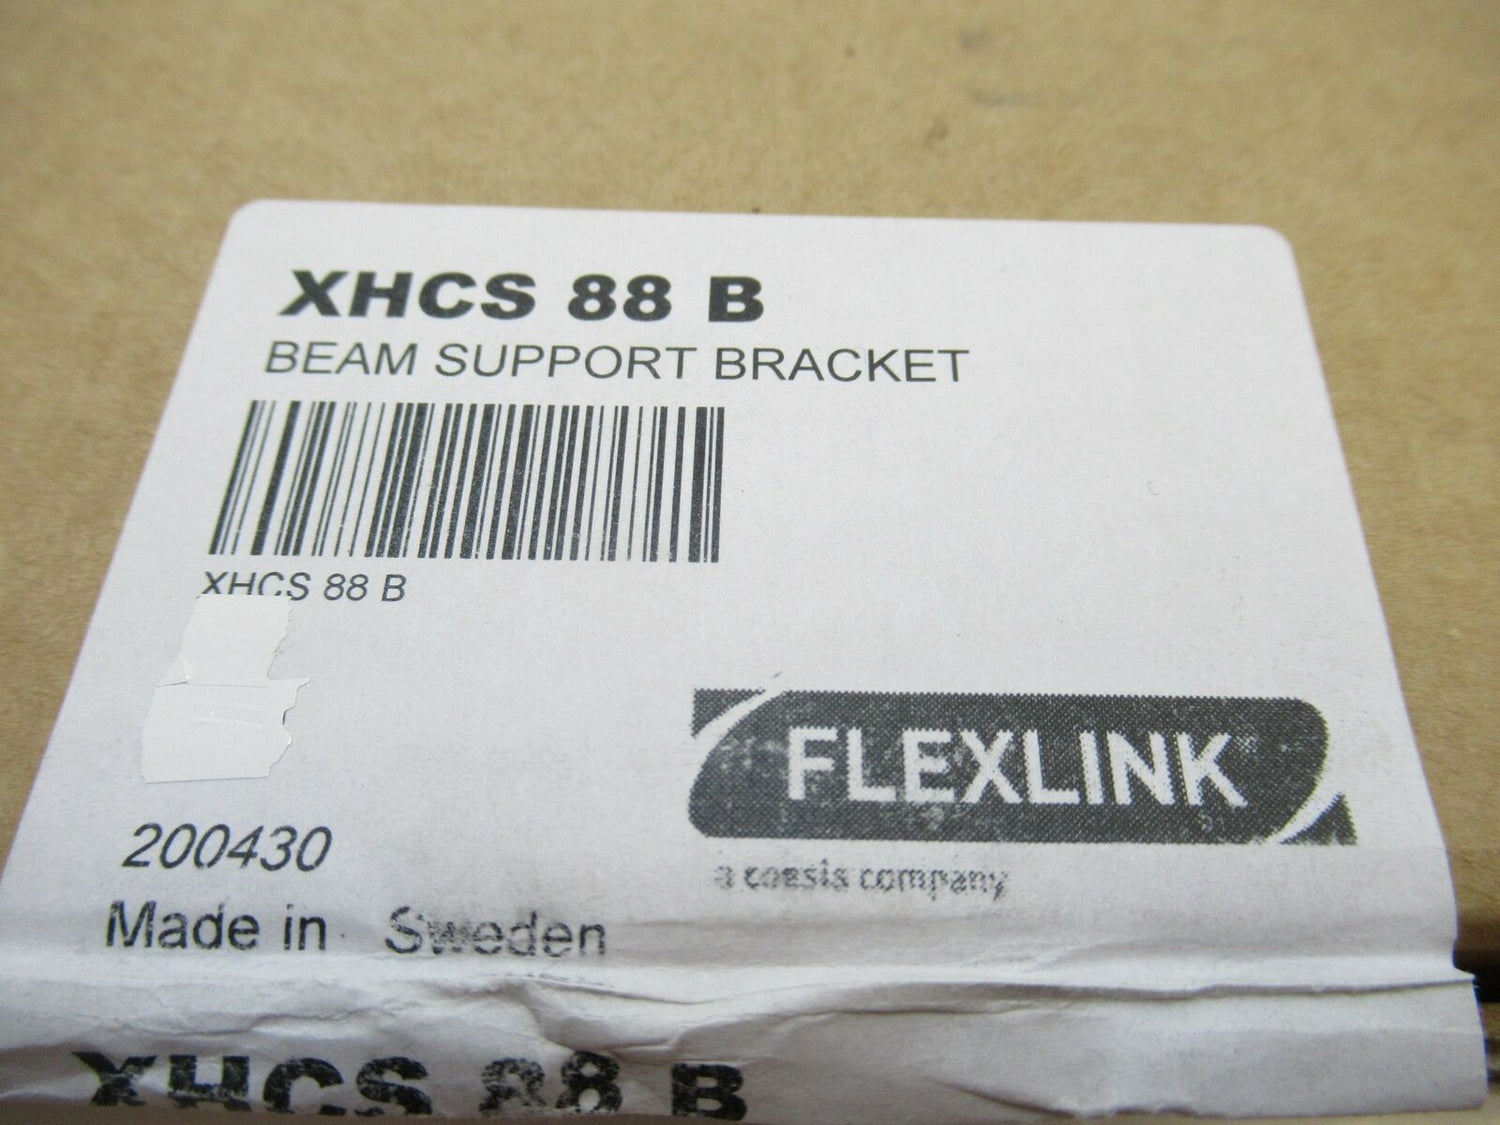 XHCS 88 B
BEAM SUPPORT BRACKET
XHCS 88 B
FLEXLINK®
a coesia company
200430
Made in Sweden
XHCS 88 B